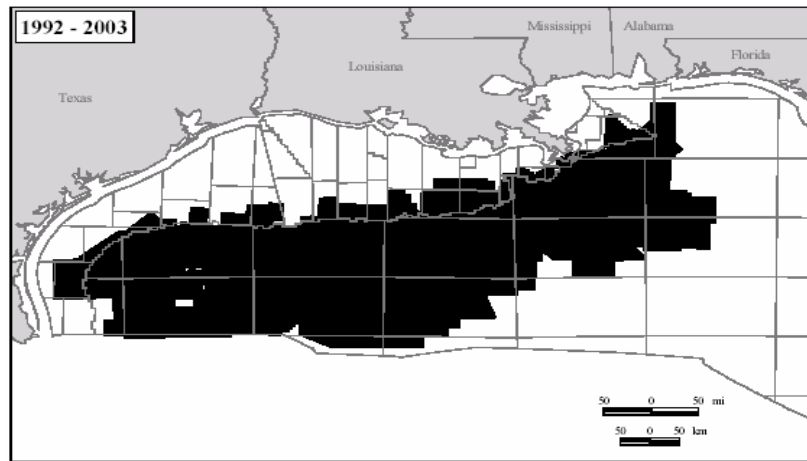 1992 - 2003
Mississippi
Alabama
Louisiana
Florida
Texas
50 0 50 mi
50 0 50 km